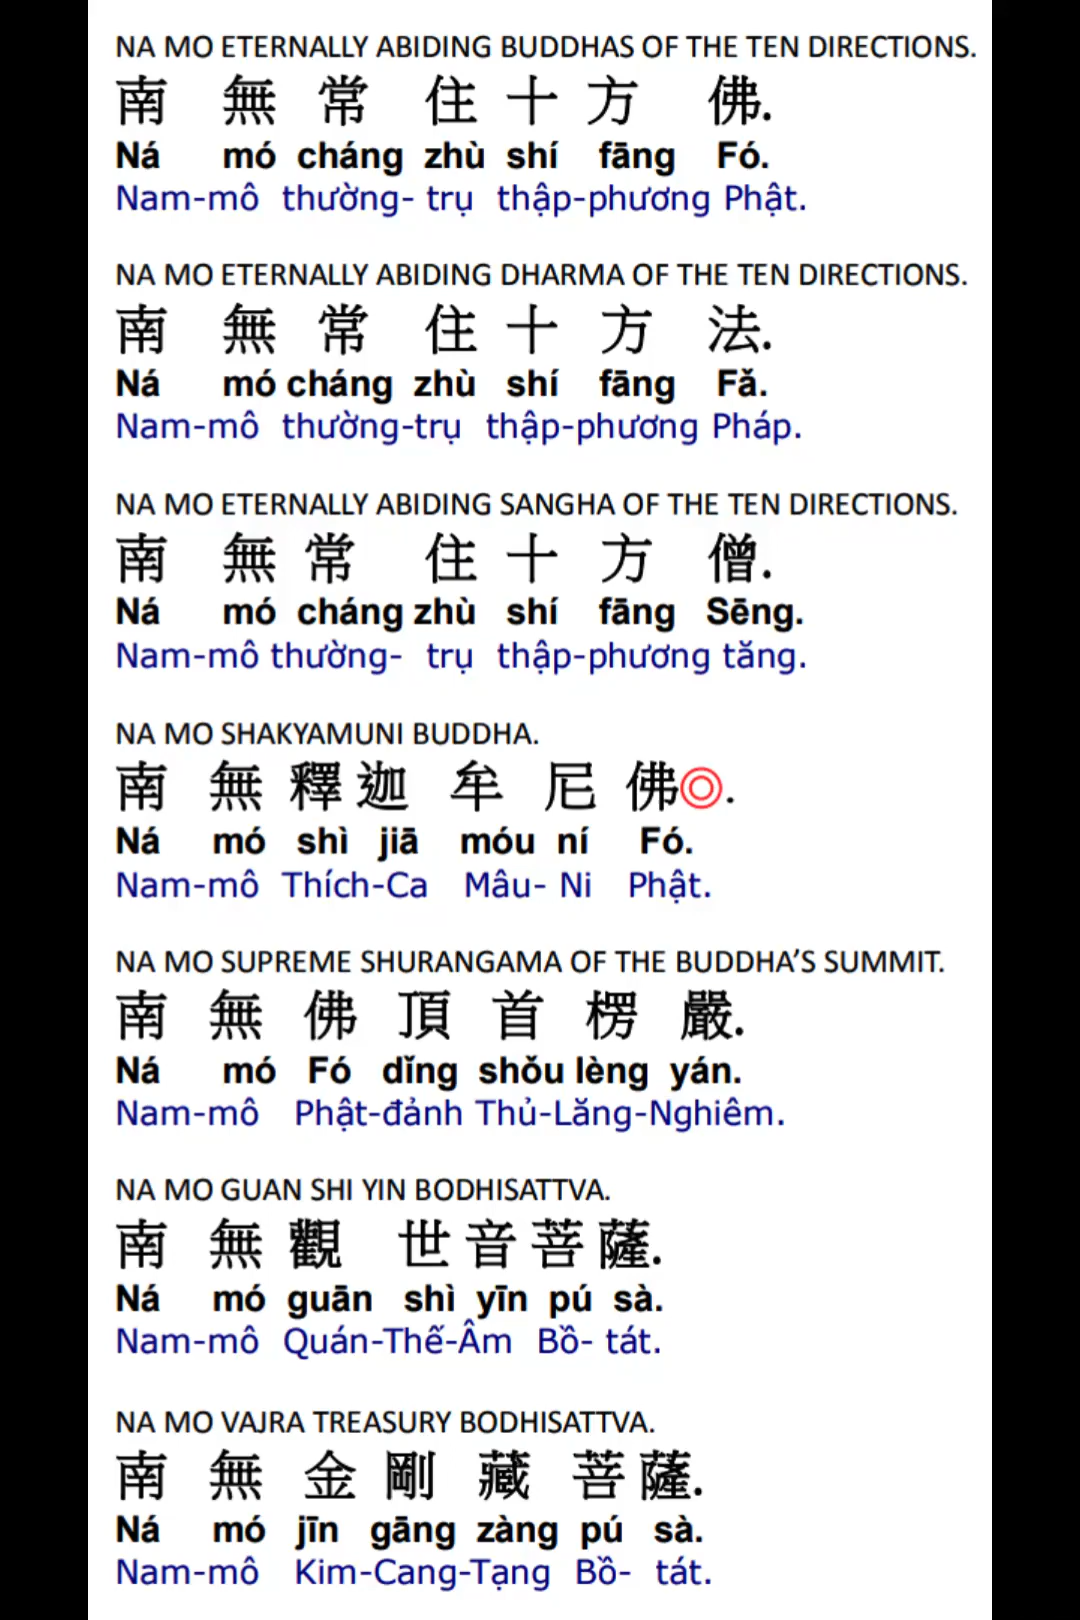 NA MO ETERNALLY ABIDING BUDDHAS OF THE TEN DIRECTIONS.
南 無 常 住 十 方 佛.
Ná mó cháng zhù shí fāng Fó.
Nam-mô thường- trụ thập-phương Phật.
NA MO ETERNALLY ABIDING DHARMA OF THE TEN DIRECTIONS.
南 無 常 住 十 方 法.
Ná mó cháng zhù shí fāng Fǎ.
Nam-mô thường-trụ thập-phương Pháp.
NA MO ETERNALLY ABIDING SANGHA OF THE TEN DIRECTIONS.
南 無 常 住 十 方 僧.
Ná mó cháng zhù shí fāng Sēng.
Nam-mô thường- trụ thập-phương tăng.
NA MO SHAKYAMUNI BUDDHA.
南 無 釋 迦 牟 尼 佛◎.
Ná mó shì jiā móu ní Fó.
Nam-mô Thích-Ca Mâu- Ni Phật.
NA MO SUPREME SHURANGAMA OF THE BUDDHA’S SUMMIT.
南 無 佛 頂 首 楞 嚴.
Ná mó Fó dǐng shǒu lèng yán.
Nam-mô Phật-đảnh Thủ-Lăng-Nghiêm.
NA MO GUAN SHI YIN BODHISATTVA.
南 無 觀 世 音 菩 薩.
Ná mó guān shì yīn pú sà.
Nam-mô Quán-Thế-Âm Bồ- tát.
NA MO VAJRA TREASURY BODHISATTVA.
南 無 金 剛 藏 菩 薩.
Ná mó jīn gāng zàng pú sà.
Nam-mô Kim-Cang-Tạng Bồ- tát.